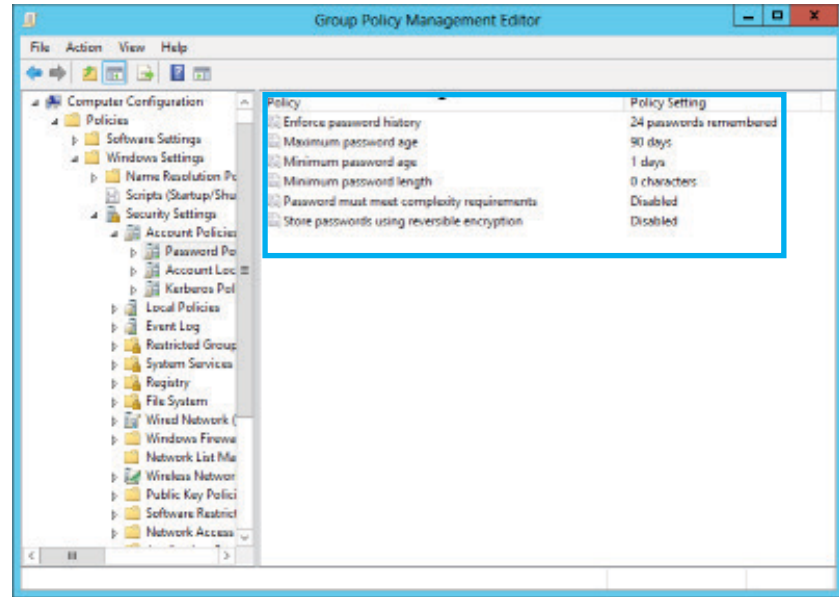 Group Policy Management Editor
File Action View Help
Computer Configuration
Policies
Software Settings
Windows Settings
Name Resolution Po
Scripts (Startup/Shu
Security Settings
Account Policies
Password Po
Account Loc
Kerberos Pol
Local Policies
Event Log
Restricted Group
System Services
Registry
File System
Wired Network (
Windows Firewa
Network List Ma
Wireless Networ
Public Key Polici
Software Restrict
Network Access
Policy Policy Setting
Enforce password history 24 passwords remembered
Maximum password age 90 days
Minimum password age 1 days
Minimum password length 0 characters
Password must meet complexity requirements Disabled
Store passwords using reversible encryption Disabled